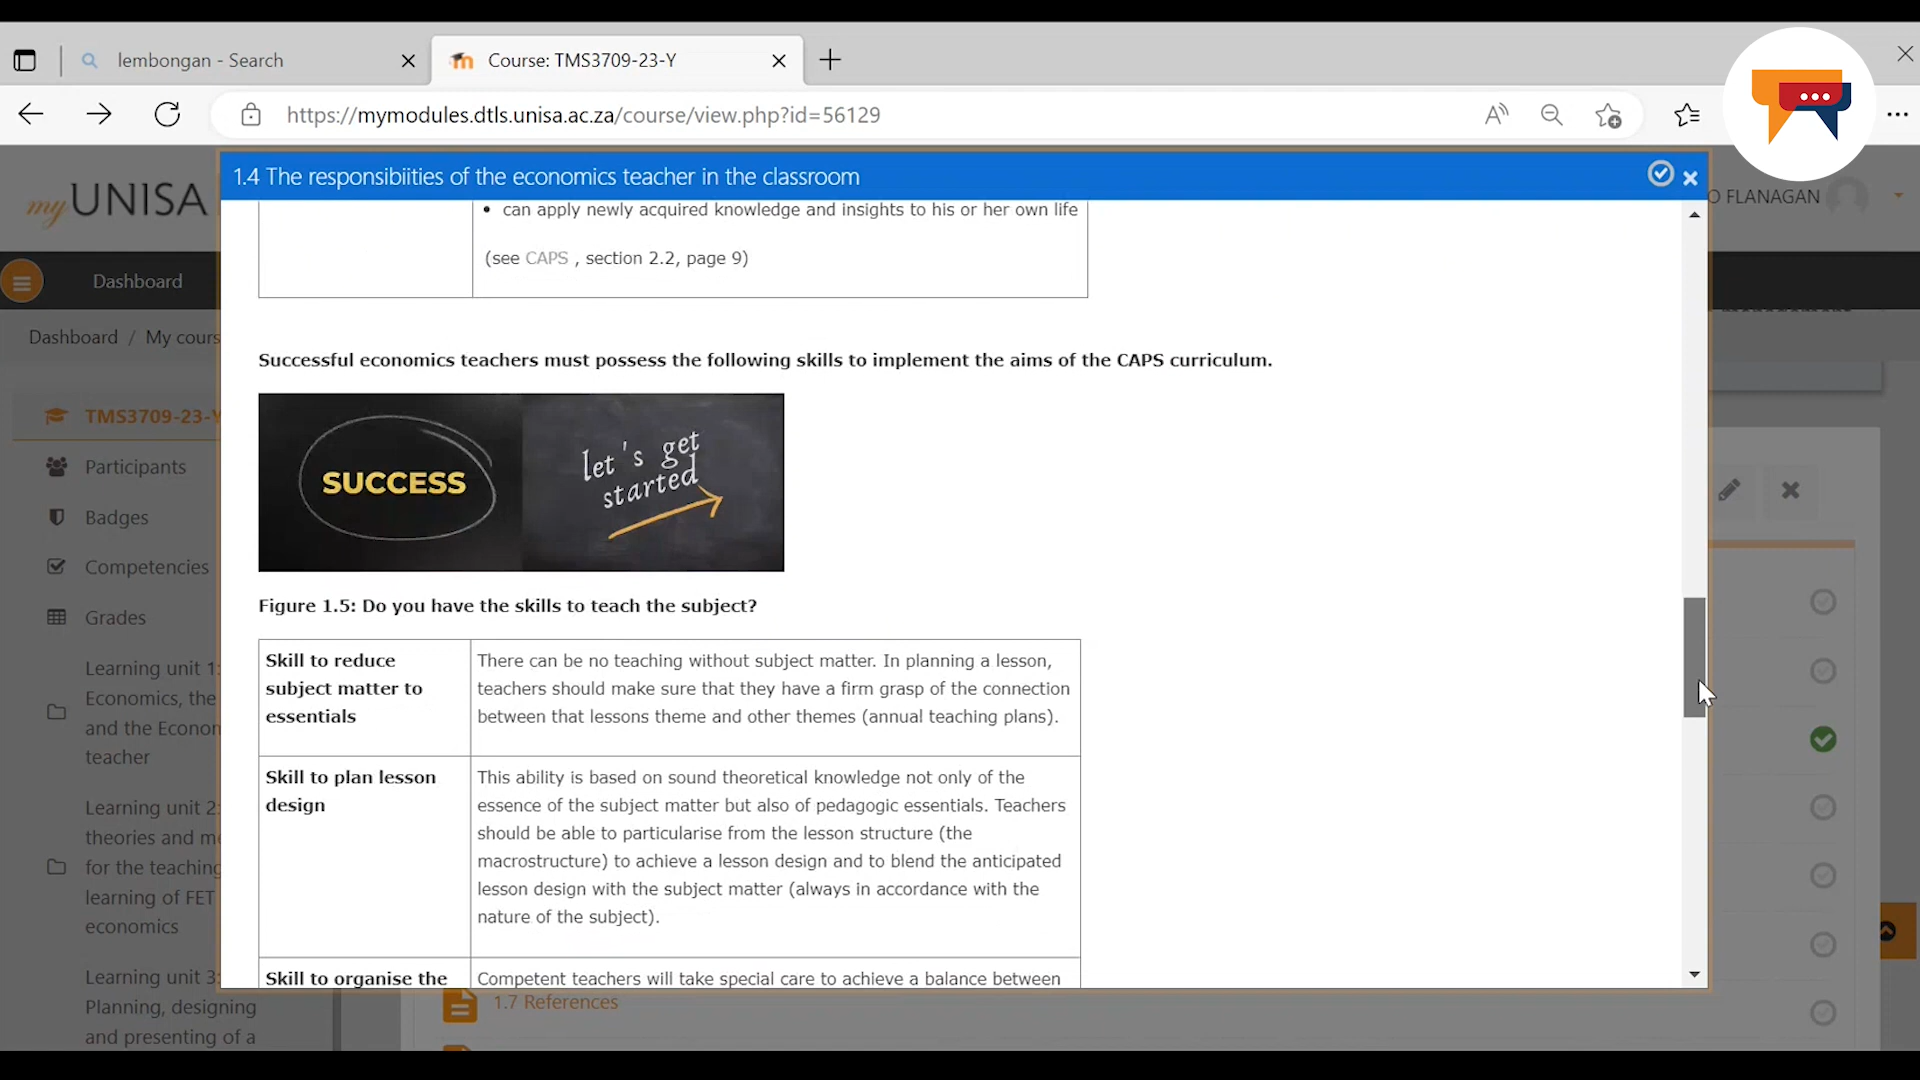 lembongan - Search
Course: TMS3709-23-Y
https://mymodules.dtls.unisa.ac.za/course/view.php?id=56129
myUNISA
O FLANAGAN
1.4 The responsibiities of the economics teacher in the classroom
Dashboard
Dashboard / My cours
TMS3709-23-Y
Participants
Badges
Competencies
Grades
Learning unit 1:
Economics, the
and the Econon
teacher
Learning unit 2:
theories and me
for the teaching
learning of FET
economics
Learning unit 3:
Planning, designing
and presenting of a
• can apply newly acquired knowledge and insights to his or her own life
(see CAPS , section 2.2, page 9)
Successful economics teachers must possess the following skills to implement the aims of the CAPS curriculum.
SUCCESS
let's get
started
Figure 1.5: Do you have the skills to teach the subject?
Skill to reduce
subject matter to
essentials
There can be no teaching without subject matter. In planning a lesson,
teachers should make sure that they have a firm grasp of the connection
between that lessons theme and other themes (annual teaching plans).
Skill to plan lesson
design
This ability is based on sound theoretical knowledge not only of the
essence of the subject matter but also of pedagogic essentials. Teachers
should be able to particularise from the lesson structure (the
macrostructure) to achieve a lesson design and to blend the anticipated
lesson design with the subject matter (always in accordance with the
nature of the subject).
Skill to organise the
Competent teachers will take special care to achieve a balance between
1.7 References